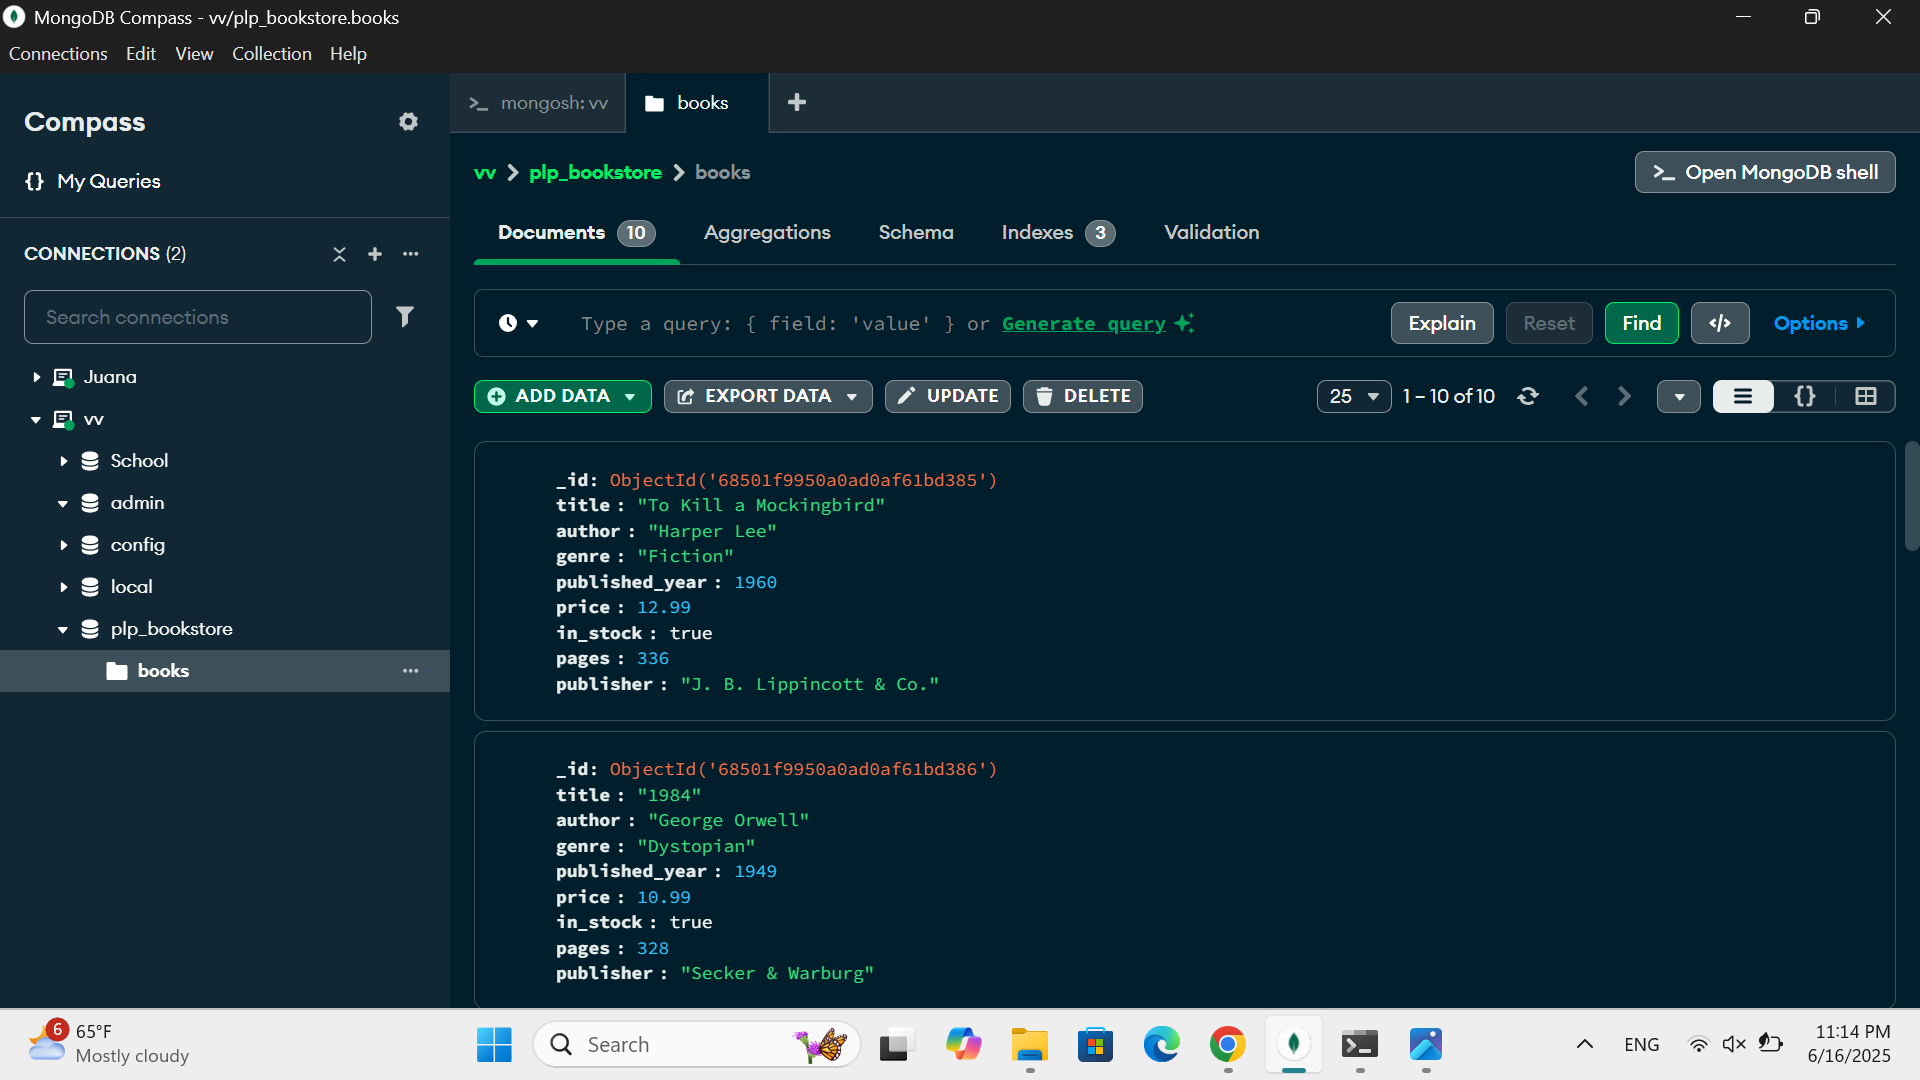 MongoDB Compass - vv/plp_bookstore.books
Connections Edit View Collection Help
Compass
{} My Queries
CONNECTIONS (2)
Search connections
Juana
vv
School
admin
config
local
plp_bookstore
books
>_ mongosh: vv
books
vv > plp_bookstore > books
>_ Open MongoDB shell
Documents 10
Aggregations
Schema
Indexes 3
Validation
Type a query: { field: 'value' } or Generate query
Explain
Reset
Find
</>
Options
ADD DATA
EXPORT DATA
UPDATE
DELETE
25
1 – 10 of 10
{}
_id: ObjectId('68501f9950a0ad0af61bd385')
title : "To Kill a Mockingbird"
author : "Harper Lee"
genre : "Fiction"
published_year : 1960
price : 12.99
in_stock : true
pages : 336
publisher : "J. B. Lippincott & Co."
_id: ObjectId('68501f9950a0ad0af61bd386')
title : "1984"
author : "George Orwell"
genre : "Dystopian"
published_year : 1949
price : 10.99
in_stock : true
pages : 328
publisher : "Secker & Warburg"
6
65°F
Mostly cloudy
Search
ENG
11:14 PM
6/16/2025